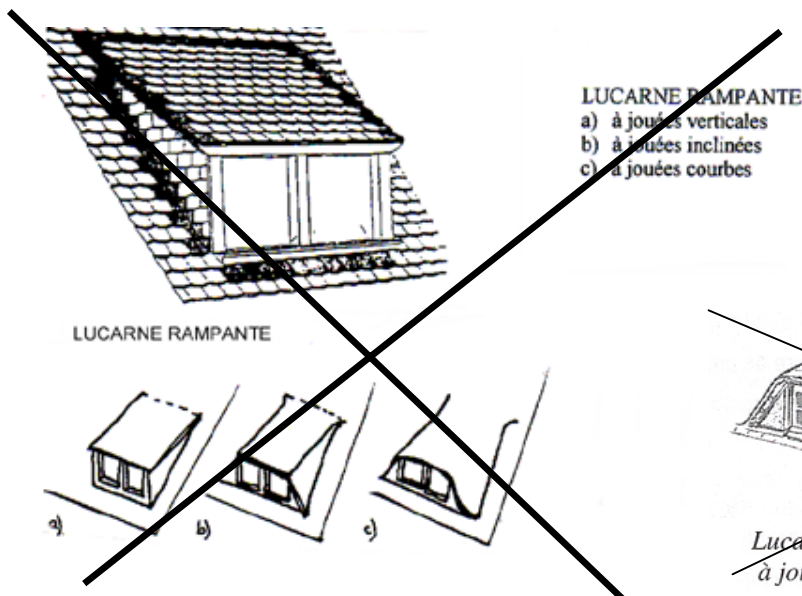 LUCARNE RAMPANTE
a) à jouées verticales
b) à jouées inclinées
c) à jouées courbes
LUCARNE RAMPANTE
a)
b)
c)
à